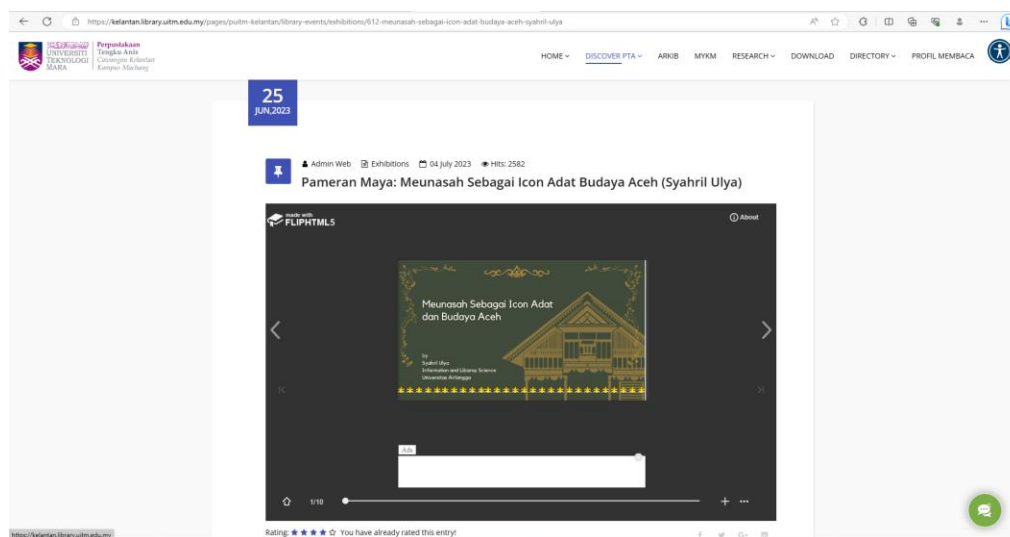 https://kelantan.library.uitm.edu.my/pages/puitm-kelantan/library-events/exhibitions/612-meunasah-sebagai-icon-adat-budaya-aceh-syahril-ulya
UNIVERSITI
TEKNOLOGI
MARA
Perpustakaan
Tengku Anis
Cawangan Kelantan
Kampus Machang
HOME DISCOVER PTA ARKIB MYKM RESEARCH DOWNLOAD DIRECTORY PROFIL MEMBACA
25
JUN,2023
Admin Web Exhibitions 04 July 2023 Hits: 2582
Pameran Maya: Meunasah Sebagai Icon Adat Budaya Aceh (Syahril Ulya)
made with
FLIPHTML5
About
Meunasah Sebagai Icon Adat
dan Budaya Aceh
by
Syahril Ulya
Information and Library Science
Universitas Airlangga
Ads
1/10
Rating: You have already rated this entry!
https://kelantan.library.uitm.edu.my